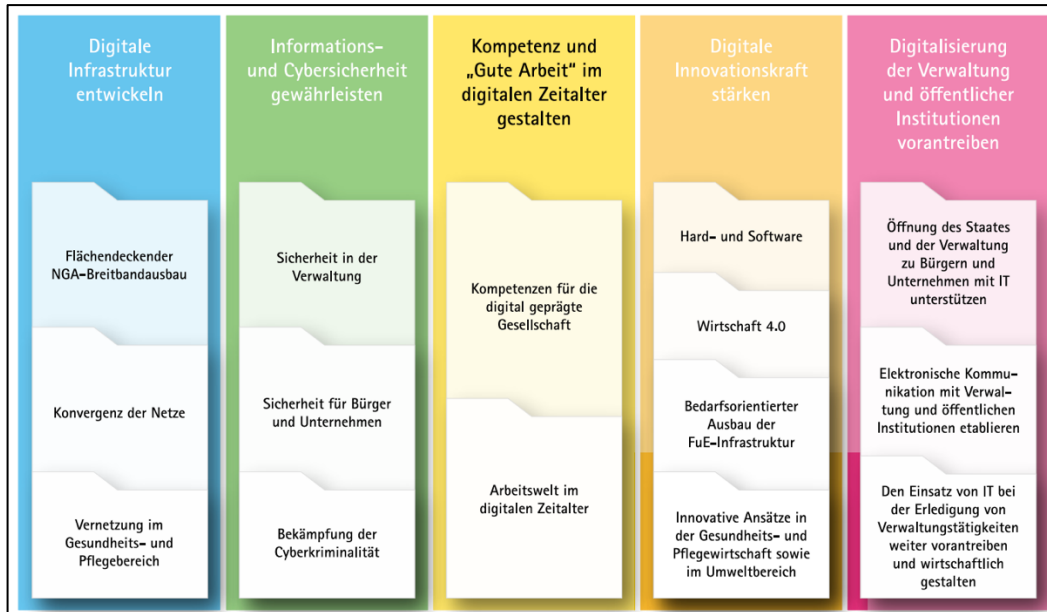 Digitale
Infrastruktur
entwickeln
Flächendeckender
NGA-Breitbandausbau
Konvergenz der Netze
Vernetzung im
Gesundheits- und
Pflegebereich
Informations-
und Cybersicherheit
gewährleisten
Sicherheit in der
Verwaltung
Sicherheit für Bürger
und Unternehmen
Bekämpfung der
Cyberkriminalität
Kompetenz und
„Gute Arbeit“ im
digitalen Zeitalter
gestalten
Kompetenzen für die
digital geprägte
Gesellschaft
Arbeitswelt im
digitalen Zeitalter
Digitale
Innovationskraft
stärken
Hard- und Software
Wirtschaft 4.0
Bedarfsorientierter
Ausbau der
FuE-Infrastruktur
Innovative Ansätze in
der Gesundheits- und
Pflegewirtschaft sowie
im Umweltbereich
Digitalisierung
der Verwaltung
und öffentlicher
Institutionen
vorantreiben
Öffnung des Staates
und der Verwaltung
zu Bürgern und
Unternehmen mit IT
unterstützen
Elektronische Kommu-
nikation mit Verwal-
tung und öffentlichen
Institutionen etablieren
Den Einsatz von IT bei
der Erledigung von
Verwaltungstätigkeiten
weiter vorantreiben
und wirtschaftlich
gestalten